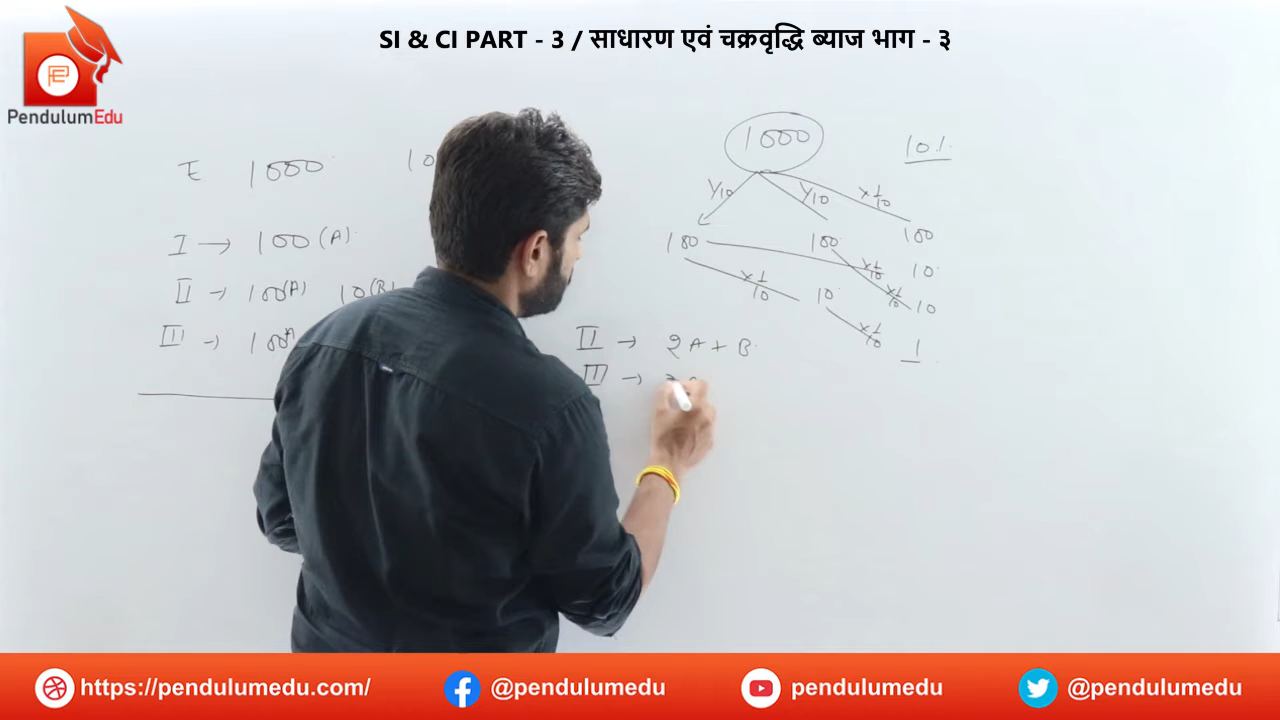 SI & CI PART - 3 / साधारण एवं चक्रवृद्धि ब्याज भाग - ३
PendulumEdu
1000 10
I → 100 (A)
II → 100(A) 10(B)
III → 100A
1000 10%
1/10 1/10 ×1/10
100 100 100
×1/10 10
×1/10 10 ×1/10 10
×1/10 1
II → 2A + B
III →
https://pendulumedu.com/ @pendulumedu pendulumedu @pendulumedu